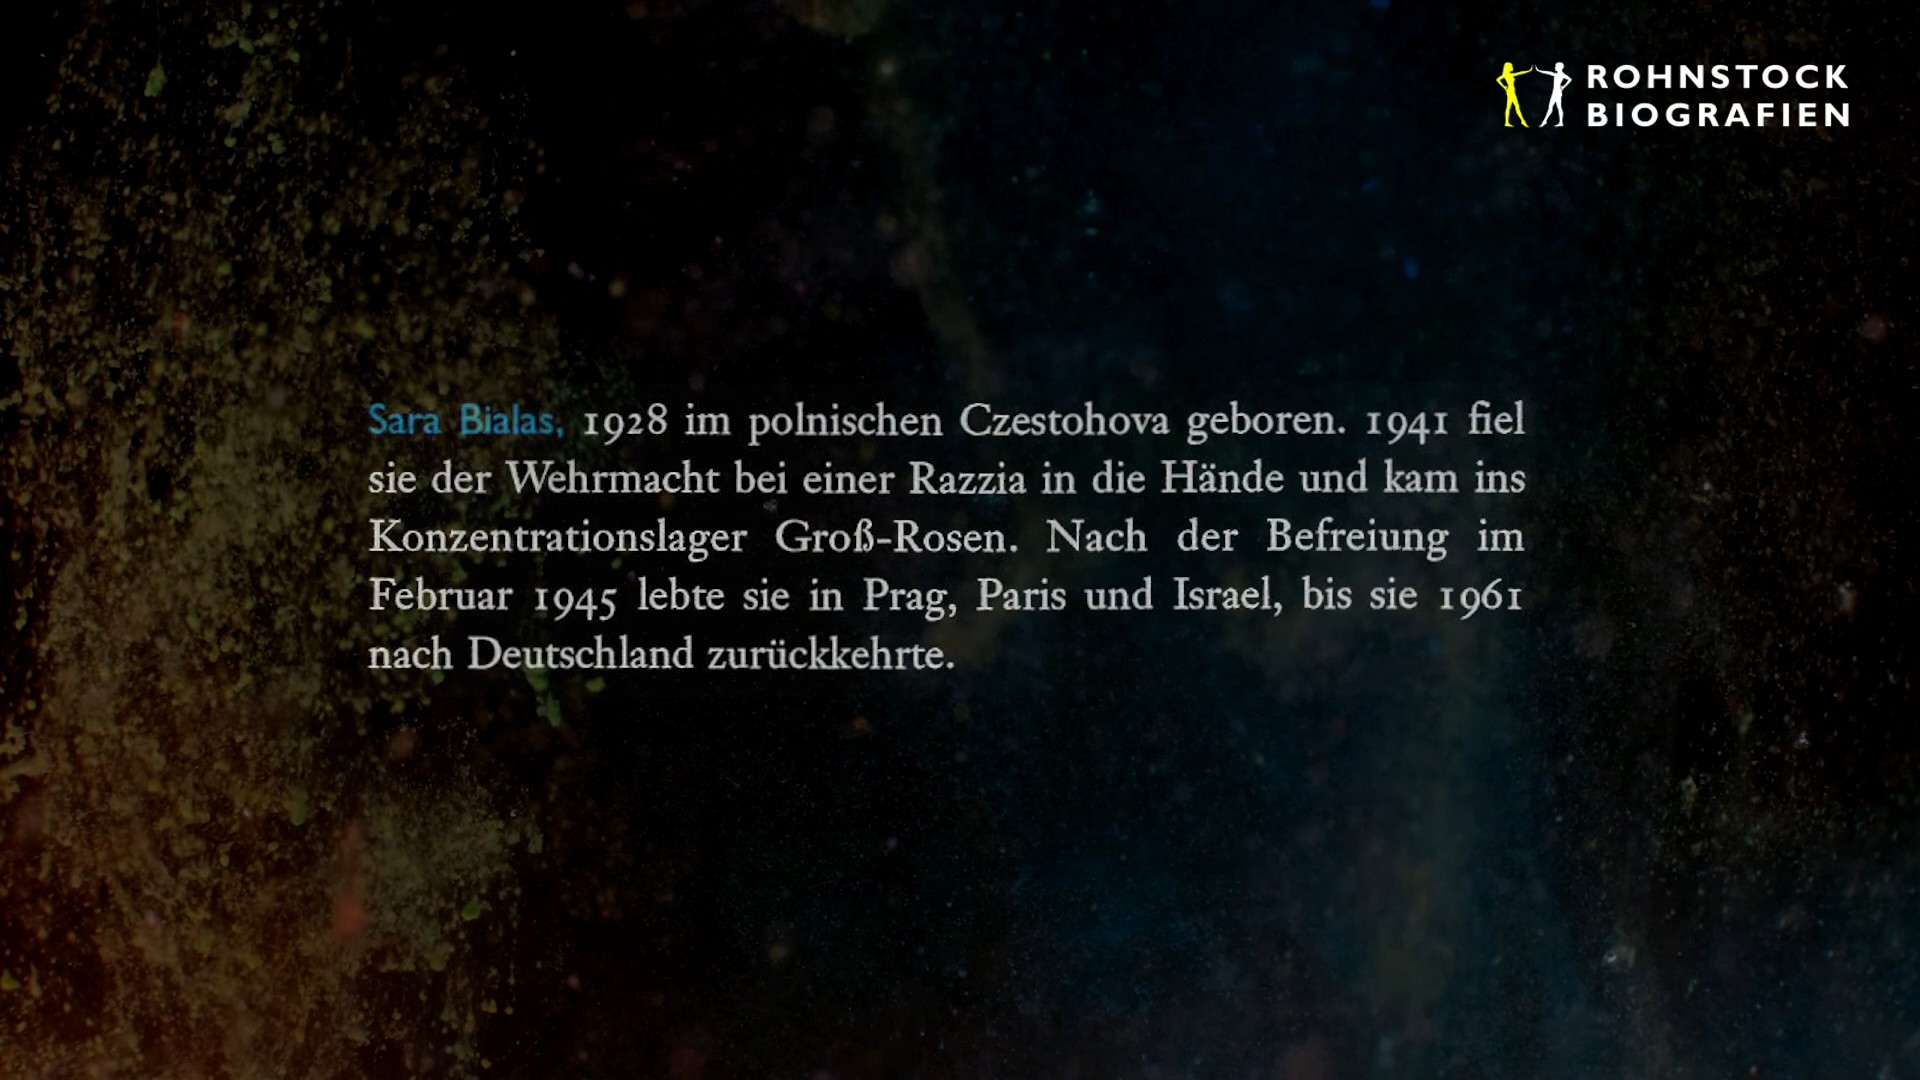 ROHNSTOCK
BIOGRAFIEN
Sara Bialas, 1928 im polnischen Czestohova geboren. 1941 fiel
sie der Wehrmacht bei einer Razzia in die Hände und kam ins
Konzentrationslager Groß-Rosen. Nach der Befreiung im
Februar 1945 lebte sie in Prag, Paris und Israel, bis sie 1961
nach Deutschland zurückkehrte.